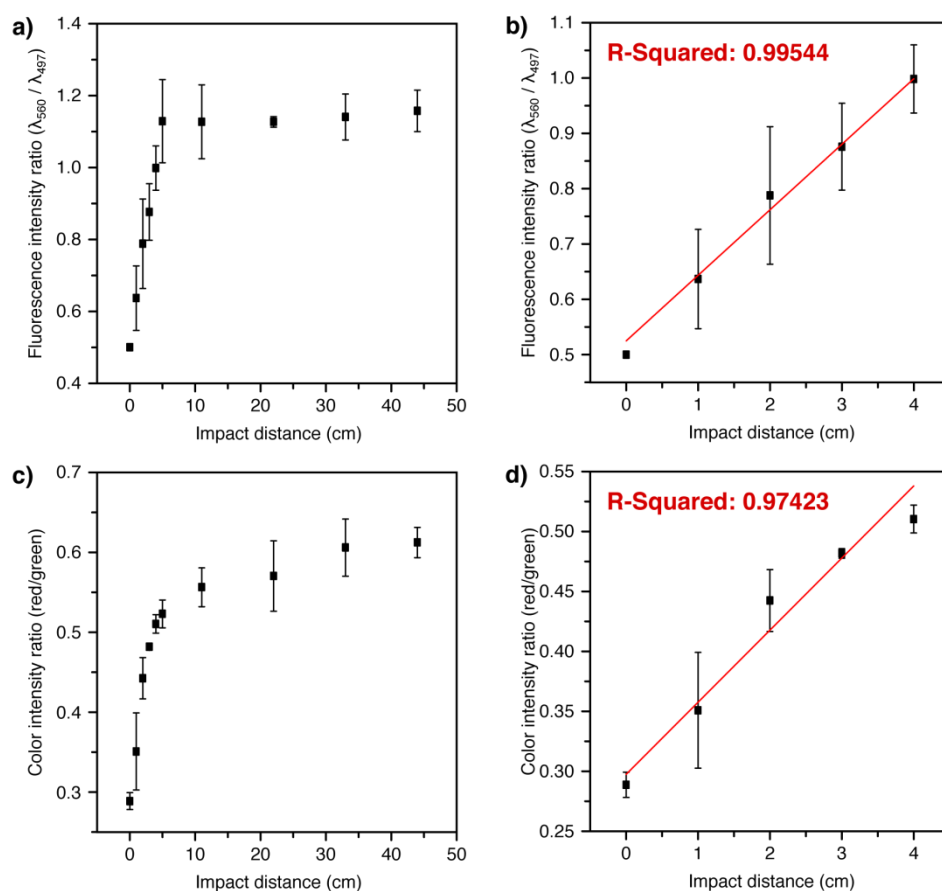 a)
1.4
1.2
1.0
0.8
0.6
0.4
Fluorescence intensity ratio (λ560 / λ497)
0 10 20 30 40 50
Impact distance (cm)
b)
R-Squared: 0.99544
1.1
1.0
0.9
0.8
0.7
0.6
0.5
Fluorescence intensity ratio (λ560 / λ497)
0 1 2 3 4
Impact distance (cm)
c)
0.7
0.6
0.5
0.4
0.3
Color intensity ratio (red/green)
0 10 20 30 40 50
Impact distance (cm)
d)
R-Squared: 0.97423
0.55
0.50
0.45
0.40
0.35
0.30
0.25
Color intensity ratio (red/green)
0 1 2 3 4
Impact distance (cm)